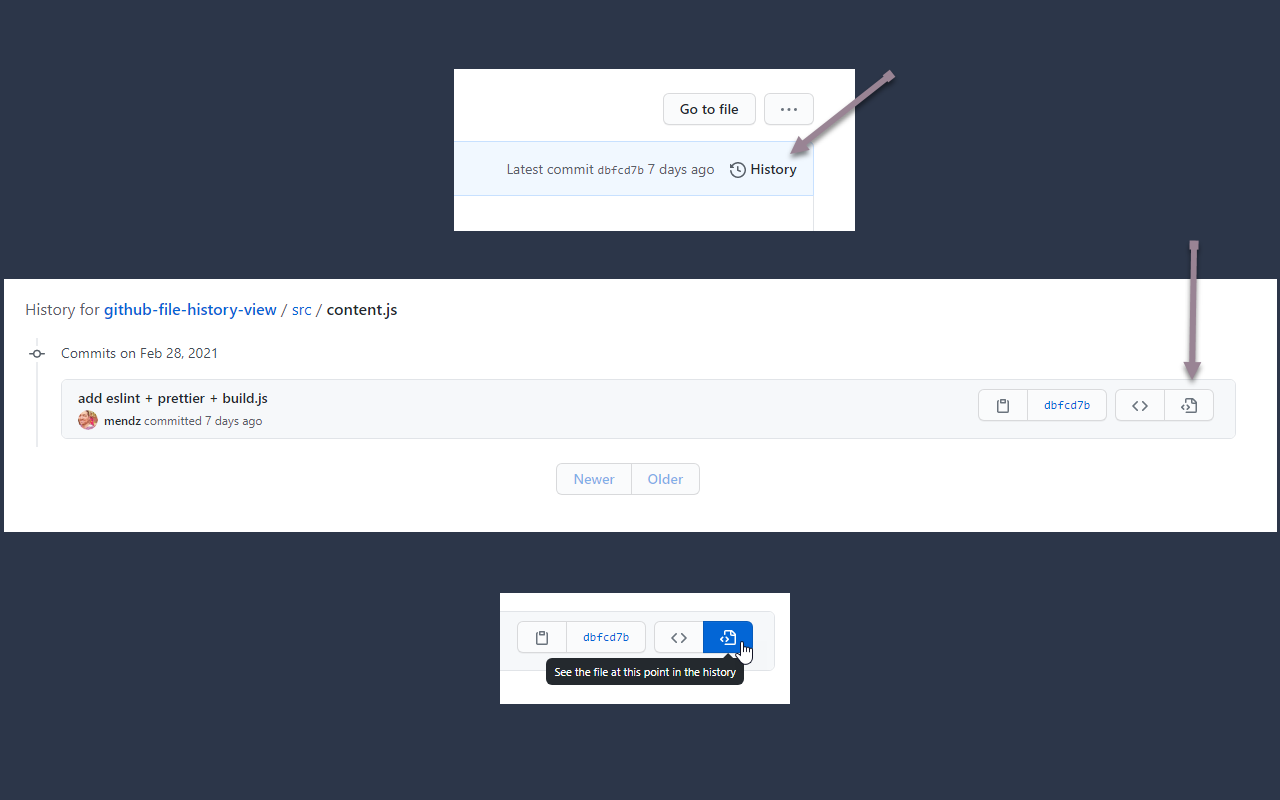 Go to file
Latest commit dbfcd7b 7 days ago History
History for github-file-history-view / src / content.js
Commits on Feb 28, 2021
add eslint + prettier + build.js
dbfcd7b
mendz committed 7 days ago
Newer Older
dbfcd7b
See the file at this point in the history